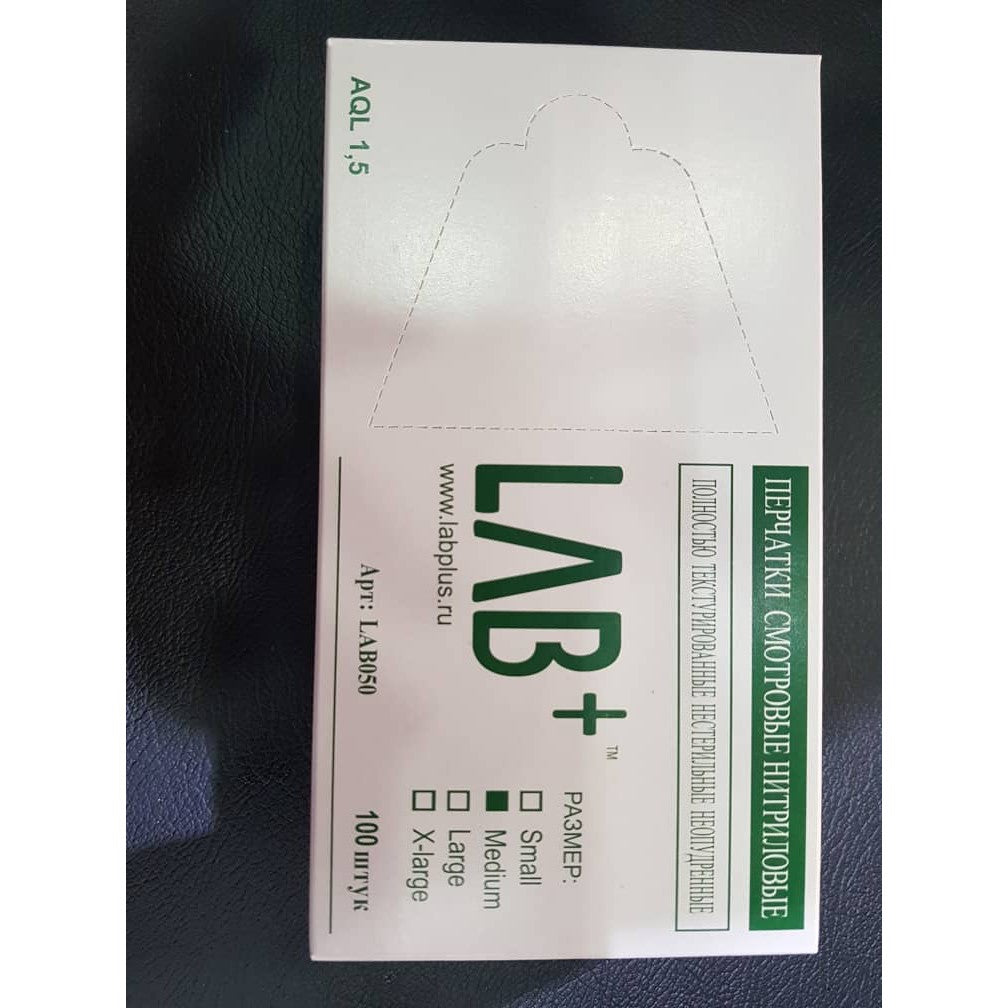 AQL 1,5
ПЕРЧАТКИ СМОТРОВЫЕ НИТРИЛОВЫЕ
ПОЛНОСТЬЮ ТЕКСТУРИРОВАННЫЕ НЕСТЕРИЛЬНЫЕ НЕОПУДРЕННЫЕ
LAB+™
www.labplus.ru
РАЗМЕР:
Small
Medium
Large
X-large
Арт: LAB050
100 штук